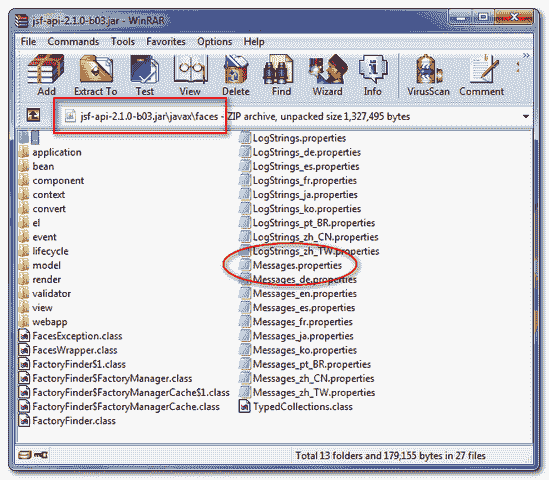 jsf-api-2.1.0-b03.jar - WinRAR
File Commands Tools Favorites Options Help
Add Extract To Test View Delete Find Wizard Info VirusScan Comment
jsf-api-2.1.0-b03.jar\javax\faces - ZIP archive, unpacked size 1,327,495 bytes
..
application
bean
component
context
convert
el
event
lifecycle
model
render
validator
view
webapp
FacesException.class
FacesWrapper.class
FactoryFinder$1.class
FactoryFinder$FactoryManager.class
FactoryFinder$FactoryManagerCache$1.class
FactoryFinder$FactoryManagerCache.class
FactoryFinder.class
LogStrings.properties
LogStrings_de.properties
LogStrings_es.properties
LogStrings_fr.properties
LogStrings_ja.properties
LogStrings_ko.properties
LogStrings_pt_BR.properties
LogStrings_zh_CN.properties
LogStrings_zh_TW.properties
Messages.properties
Messages_de.properties
Messages_en.properties
Messages_es.properties
Messages_fr.properties
Messages_ja.properties
Messages_ko.properties
Messages_pt_BR.properties
Messages_zh_CN.properties
Messages_zh_TW.properties
TypedCollections.class
Total 13 folders and 179,155 bytes in 27 files